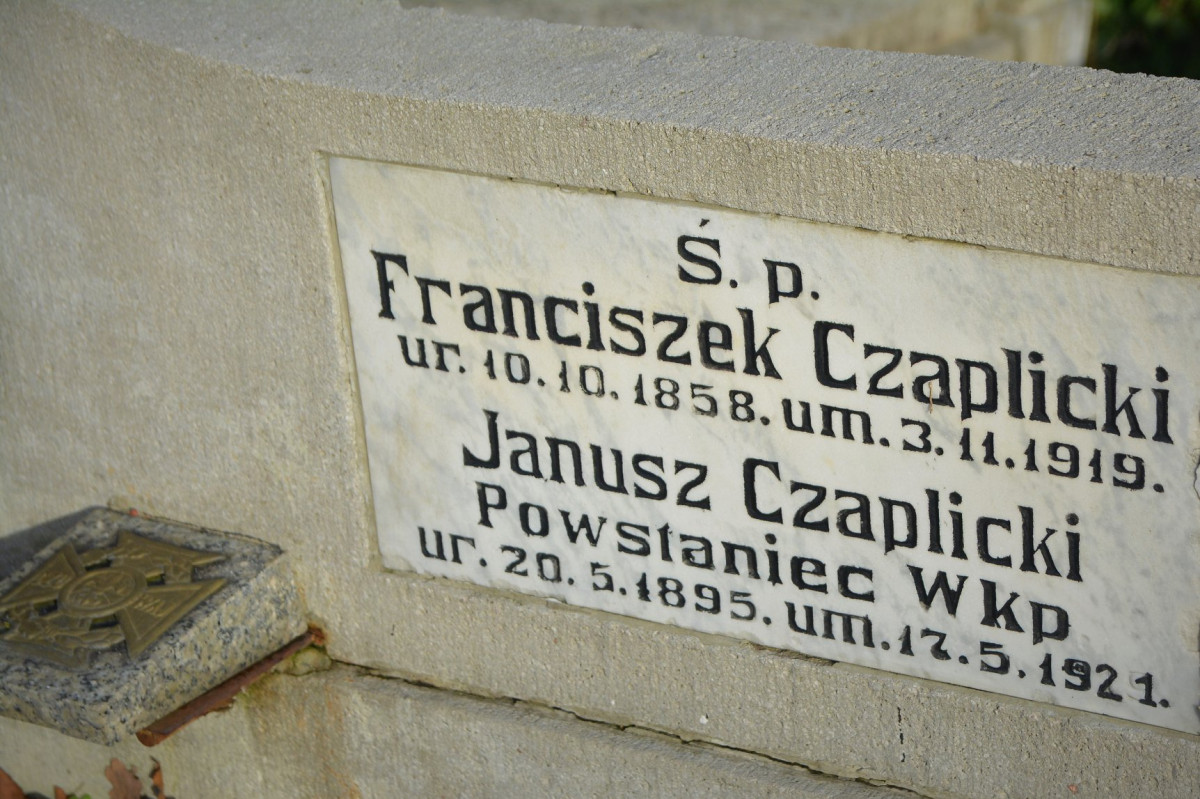 Ś. p.
Franciszek Czaplicki
ur. 10. 10. 1858. um. 3. 11. 1919.
Janusz Czaplicki
Powstaniec Wkp
ur. 20. 5. 1895. um. 17. 5. 1921.